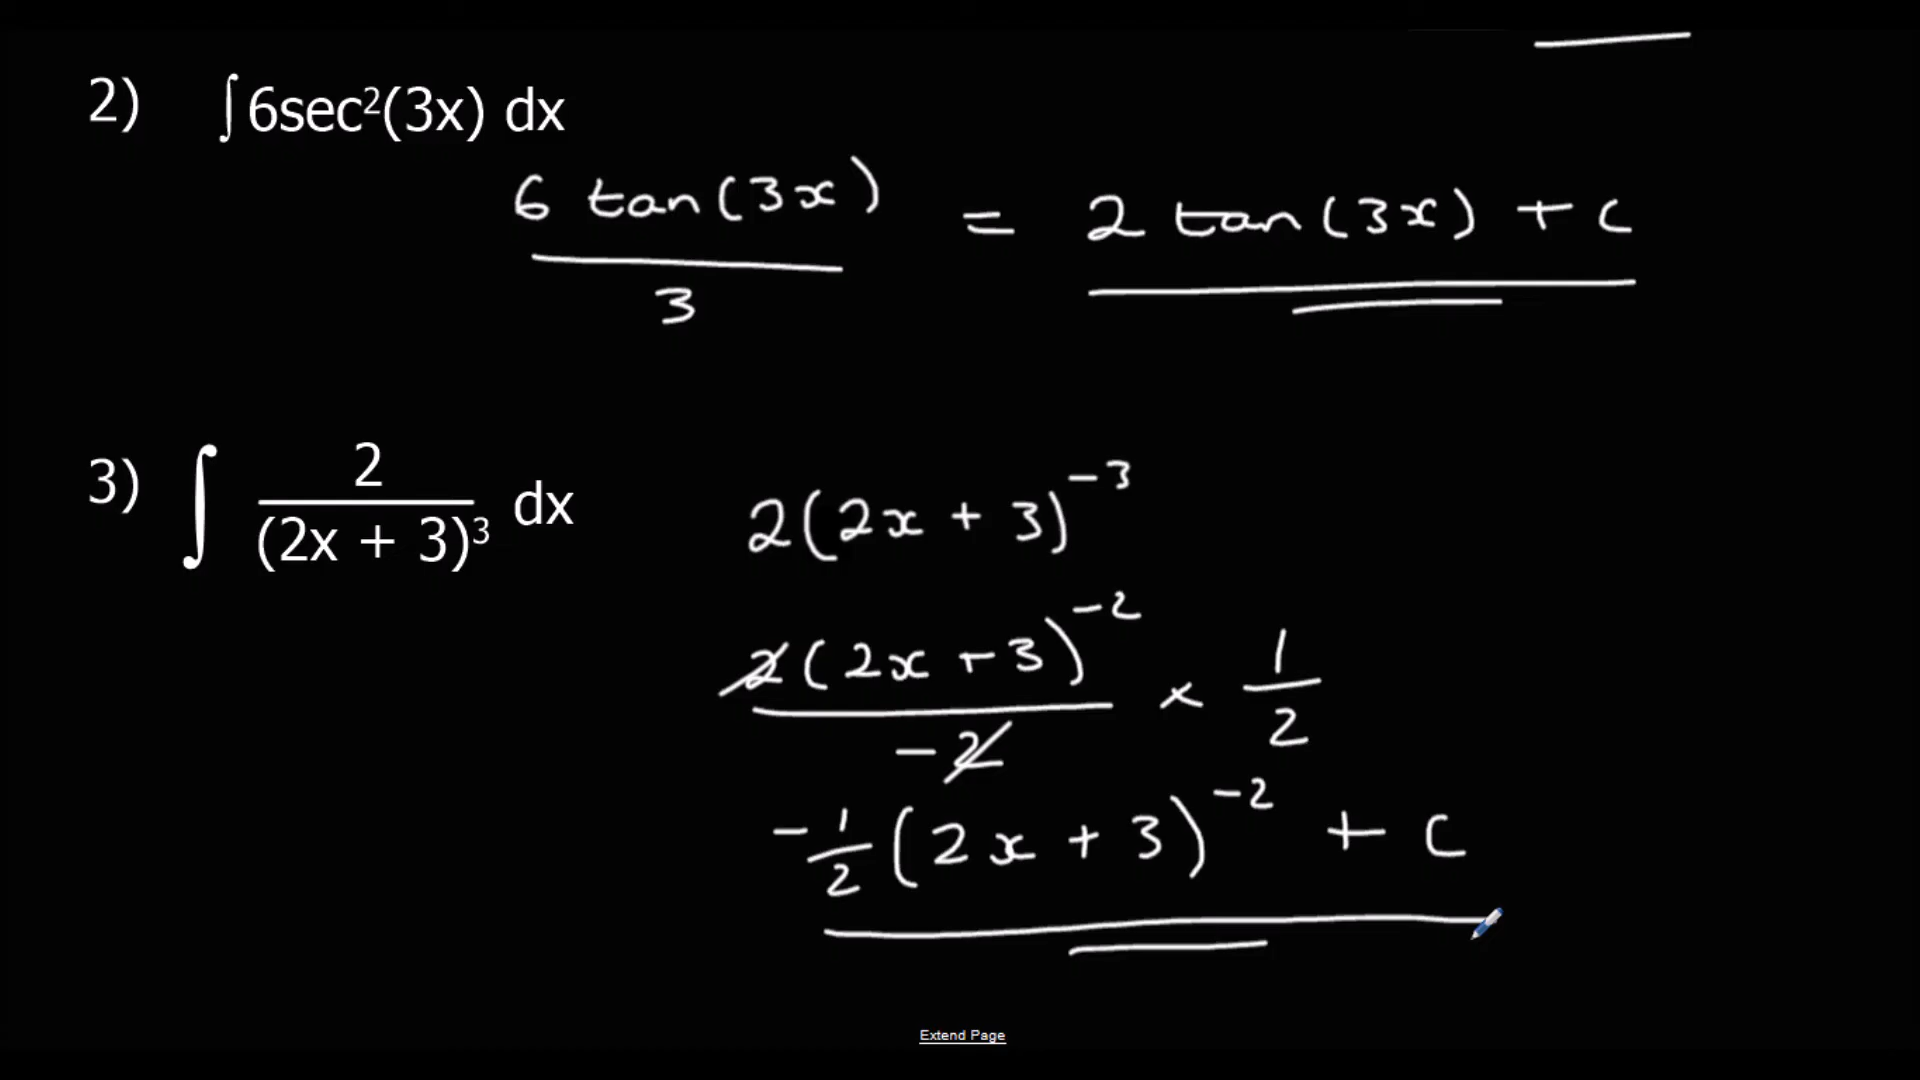 2) ∫6sec²(3x) dx
6 tan(3x)/3 = 2 tan(3x) + c
3) ∫ 2/(2x + 3)³ dx
2(2x + 3)⁻³
2(2x + 3)⁻²/-2 × 1/2
-1/2(2x + 3)⁻² + c
Extend Page